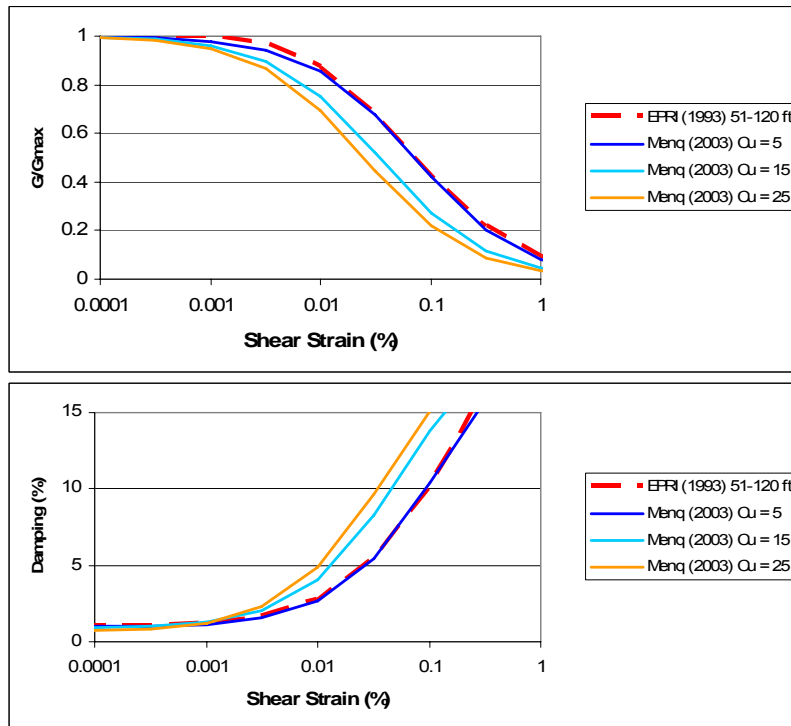 1
0.8
0.6
0.4
0.2
0
G/Gmax
0.0001 0.001 0.01 0.1 1
Shear Strain (%)
EPRI (1993) 51-120 ft
Menq (2003) Cu = 5
Menq (2003) Cu = 15
Menq (2003) Cu = 25
15
10
5
0
Damping (%)
0.0001 0.001 0.01 0.1 1
Shear Strain (%)
EPRI (1993) 51-120 ft
Menq (2003) Cu = 5
Menq (2003) Cu = 15
Menq (2003) Cu = 25